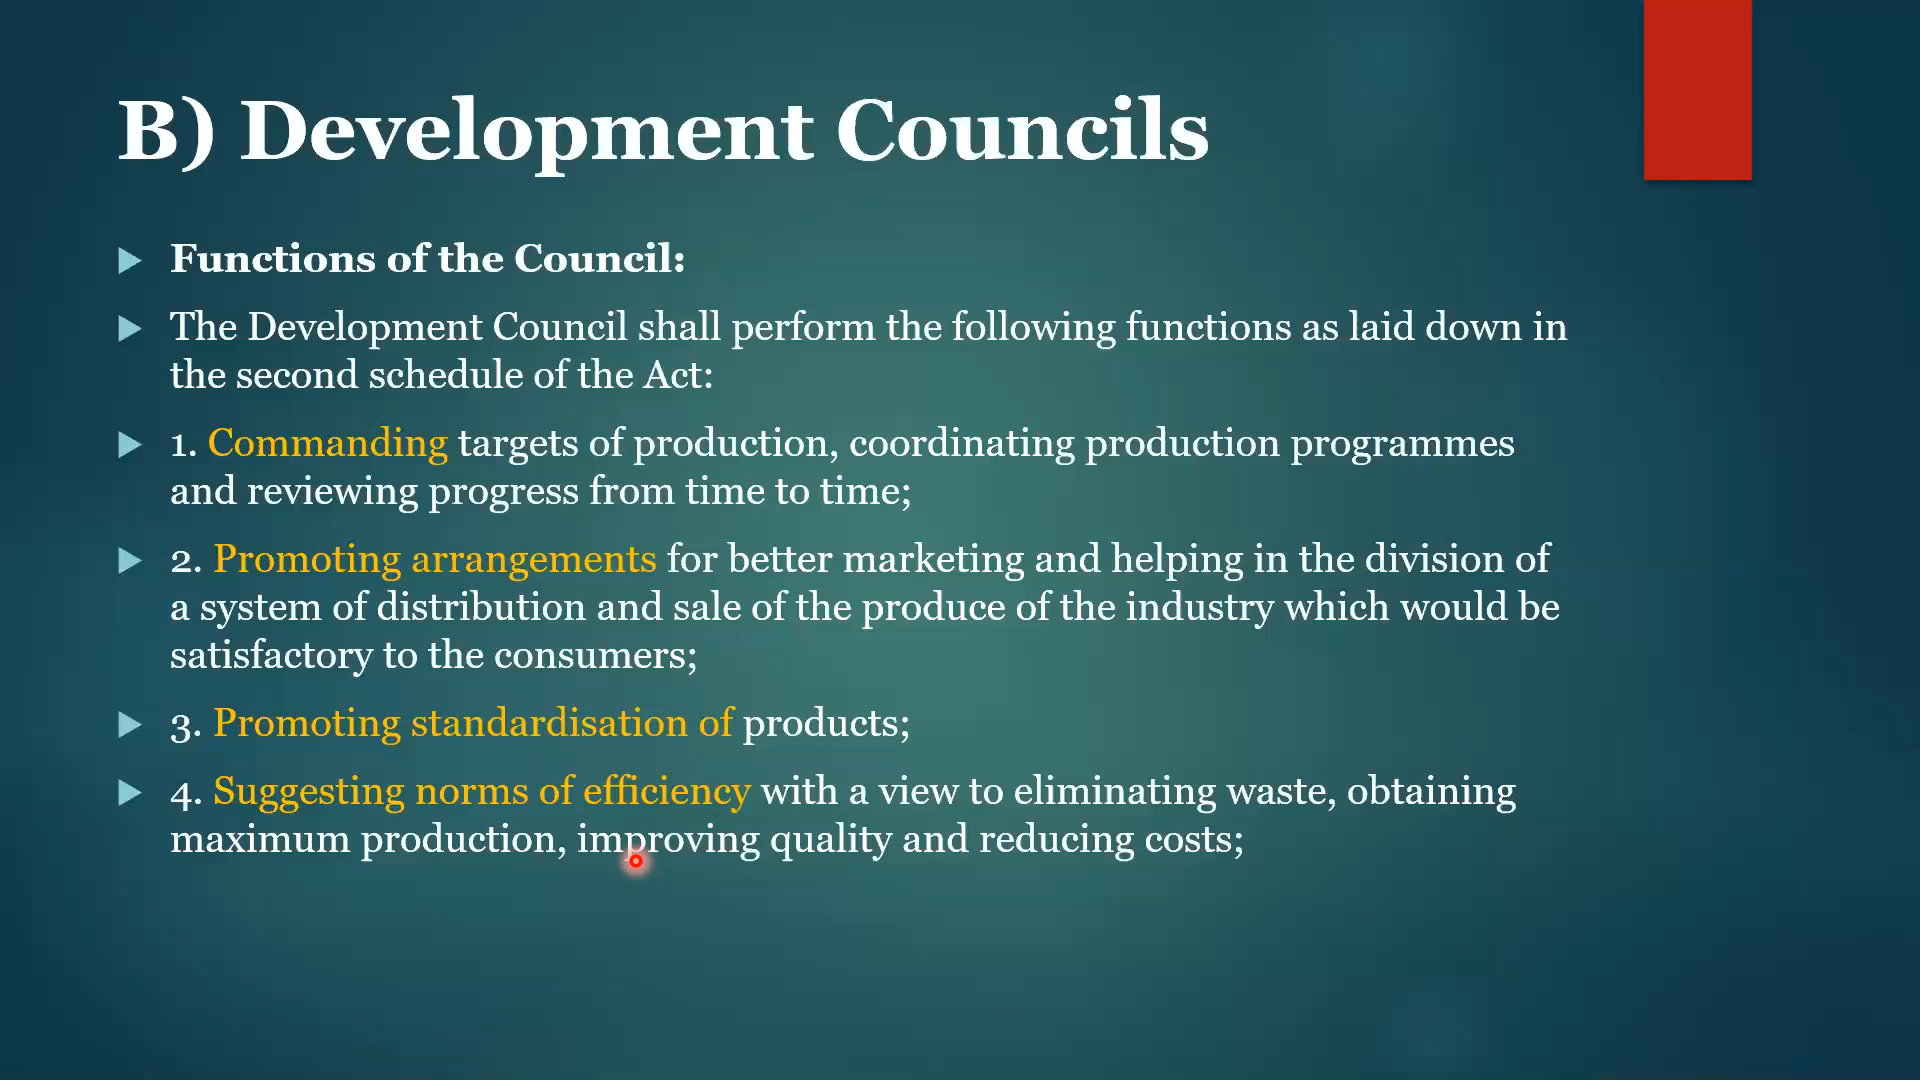 B) Development Councils
Functions of the Council:
The Development Council shall perform the following functions as laid down in
the second schedule of the Act:
1. Commanding targets of production, coordinating production programmes
and reviewing progress from time to time;
2. Promoting arrangements for better marketing and helping in the division of
a system of distribution and sale of the produce of the industry which would be
satisfactory to the consumers;
3. Promoting standardisation of products;
4. Suggesting norms of efficiency with a view to eliminating waste, obtaining
maximum production, improving quality and reducing costs;